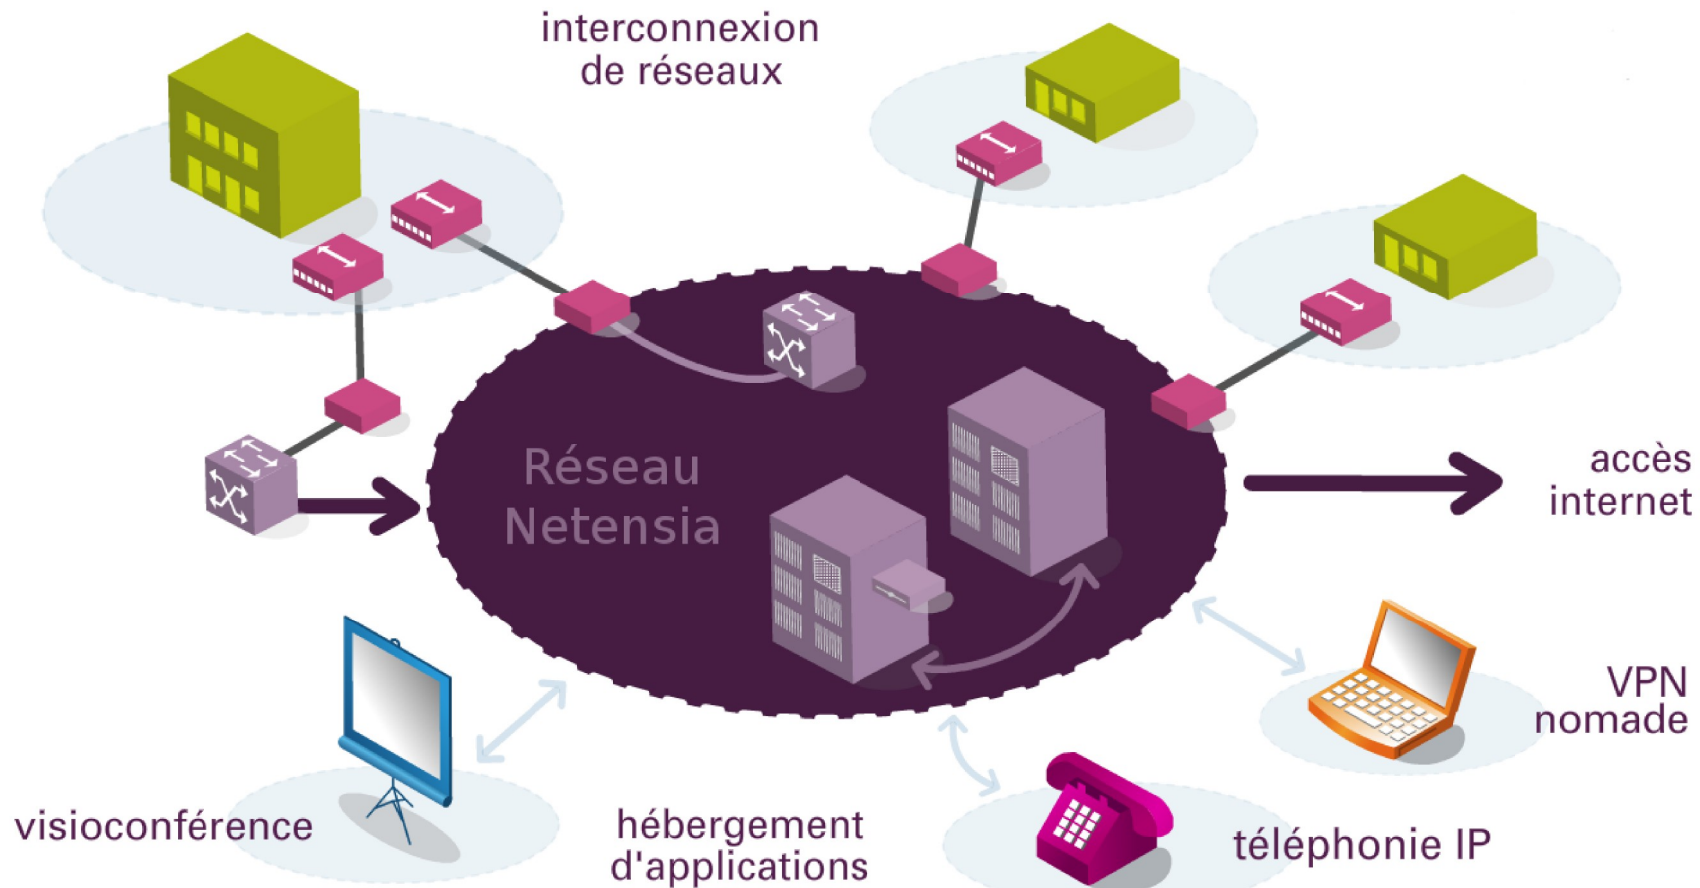 interconnexion
de réseaux
Réseau
Netensia
accès
internet
VPN
nomade
visioconférence
hébergement
d'applications
téléphonie IP